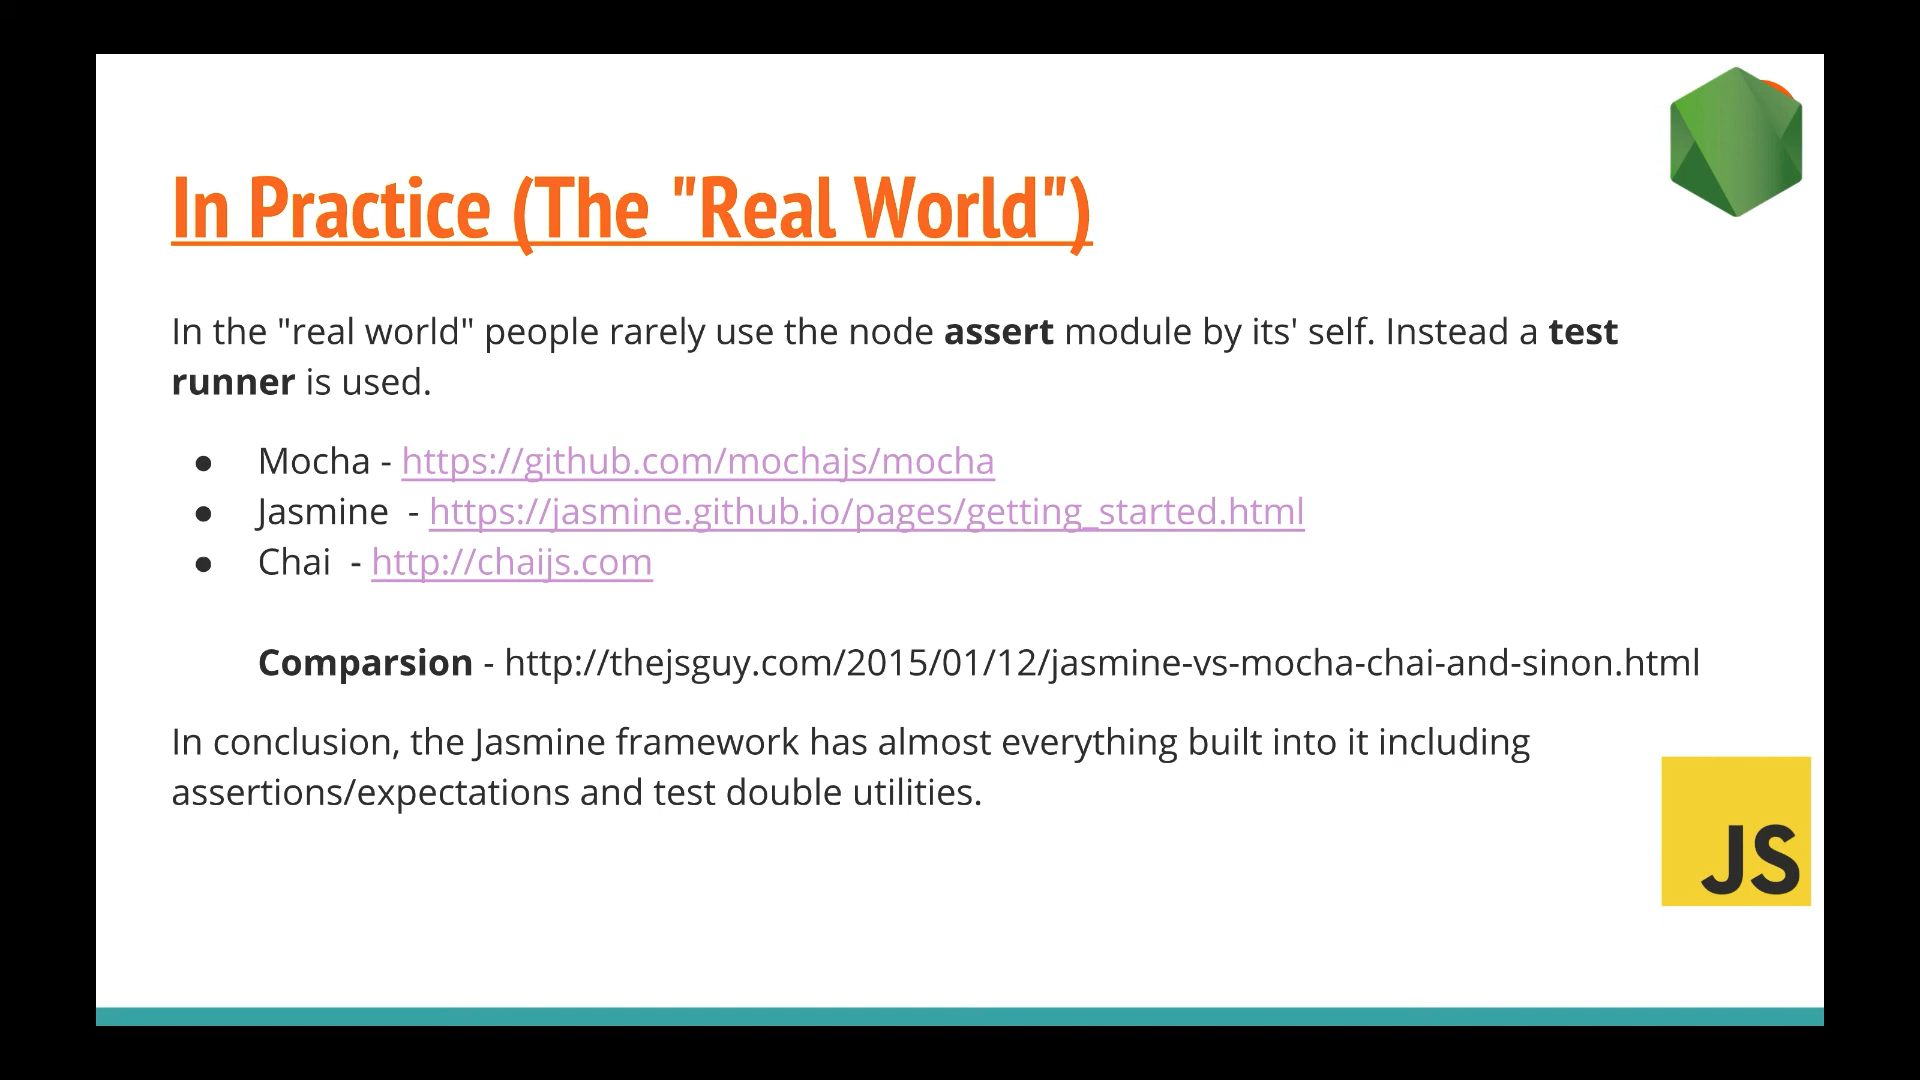 In Practice (The "Real World")
In the "real world" people rarely use the node assert module by its' self. Instead a test
runner is used.
● Mocha - https://github.com/mochajs/mocha
● Jasmine  - https://jasmine.github.io/pages/getting_started.html
● Chai  - http://chaijs.com
Comparsion - http://thejsguy.com/2015/01/12/jasmine-vs-mocha-chai-and-sinon.html
In conclusion, the Jasmine framework has almost everything built into it including
assertions/expectations and test double utilities.
JS